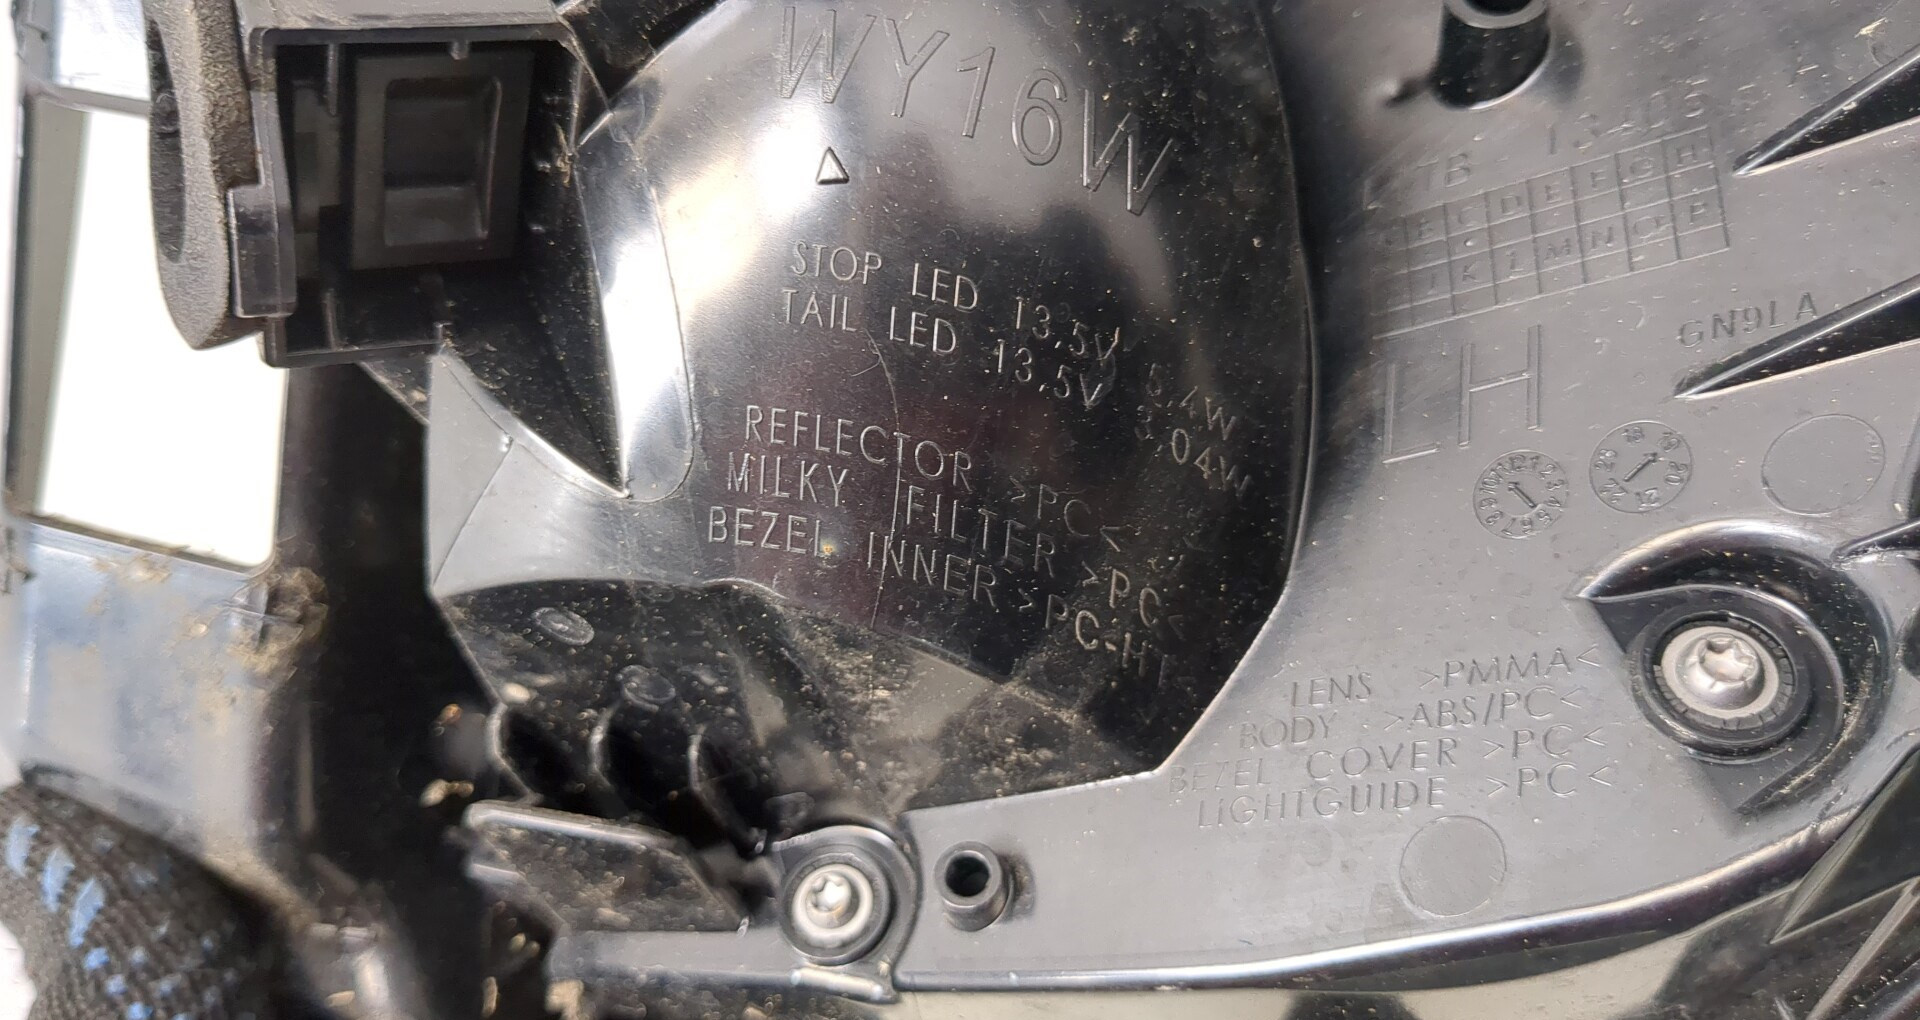 WY16W
STOP LED 13,5V 5,4W
TAIL LED 13,5V 3,04W
REFLECTOR >PC<
MILKY FILTER >PC<
BEZEL INNER >PC-HT
13405
B C D E F G H
J K L M N O P
GN9LA
LH
LENS >PMMA<
BODY >ABS/PC<
BEZEL COVER >PC<
LIGHTGUIDE >PC<